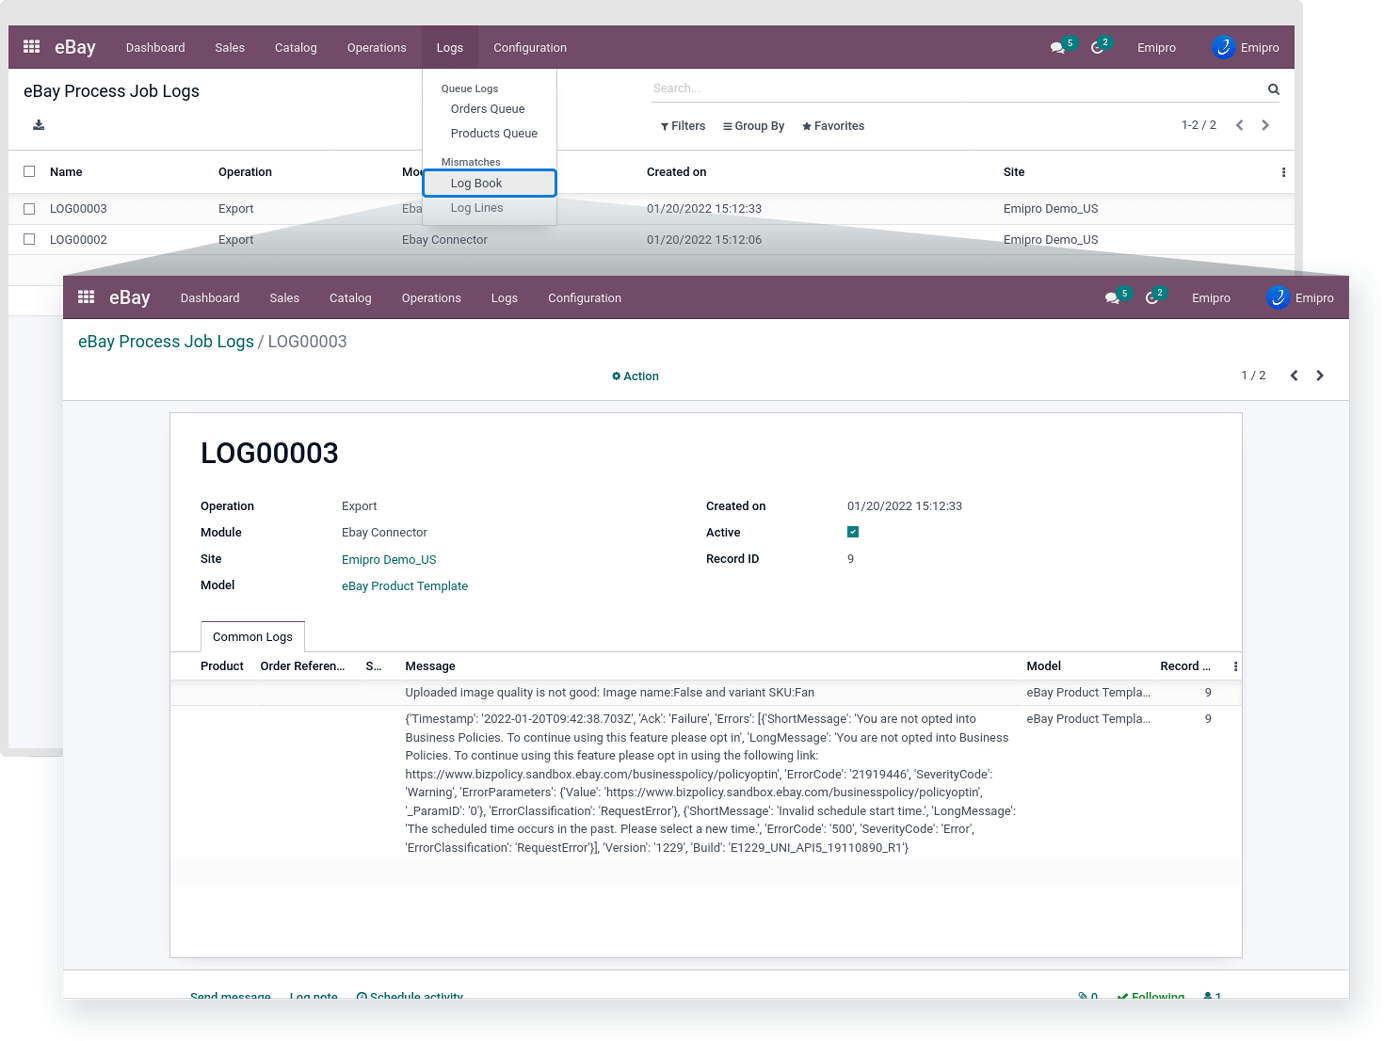 eBay Dashboard Sales Catalog Operations Logs Configuration 5 2 Emipro Emipro
eBay Process Job Logs
Search...
Queue Logs
Orders Queue
Products Queue
Mismatches
Log Book
Log Lines
Filters Group By Favorites 1-2 / 2
Name Operation Created on Site
LOG00003 Export 01/20/2022 15:12:33 Emipro Demo_US
LOG00002 Export Ebay Connector 01/20/2022 15:12:06 Emipro Demo_US
eBay Dashboard Sales Catalog Operations Logs Configuration 5 2 Emipro Emipro
eBay Process Job Logs / LOG00003
Action 1 / 2
LOG00003
Operation Export Created on 01/20/2022 15:12:33
Module Ebay Connector Active
Site Emipro Demo_US Record ID 9
Model eBay Product Template
Common Logs
Product Order Referen... S... Message Model Record ...
Uploaded image quality is not good: Image name:False and variant SKU:Fan eBay Product Templa... 9
{'Timestamp': '2022-01-20T09:42:38.703Z', 'Ack': 'Failure', 'Errors': [{'ShortMessage': 'You are not opted into eBay Product Templa... 9
Business Policies. To continue using this feature please opt in', 'LongMessage': 'You are not opted into Business
Policies. To continue using this feature please opt in using the following link:
https://www.bizpolicy.sandbox.ebay.com/businesspolicy/policyoptin', 'ErrorCode': '21919446', 'SeverityCode':
'Warning', 'ErrorParameters': {'Value': 'https://www.bizpolicy.sandbox.ebay.com/businesspolicy/policyoptin',
'_ParamID': '0'}, 'ErrorClassification': 'RequestError'}, {'ShortMessage': 'Invalid schedule start time.', 'LongMessage':
'The scheduled time occurs in the past. Please select a new time.', 'ErrorCode': '500', 'SeverityCode': 'Error',
'ErrorClassification': 'RequestError'}], 'Version': '1229', 'Build': 'E1229_UNI_API5_19110890_R1'}
Send message Log note Schedule activity 0 Following 1